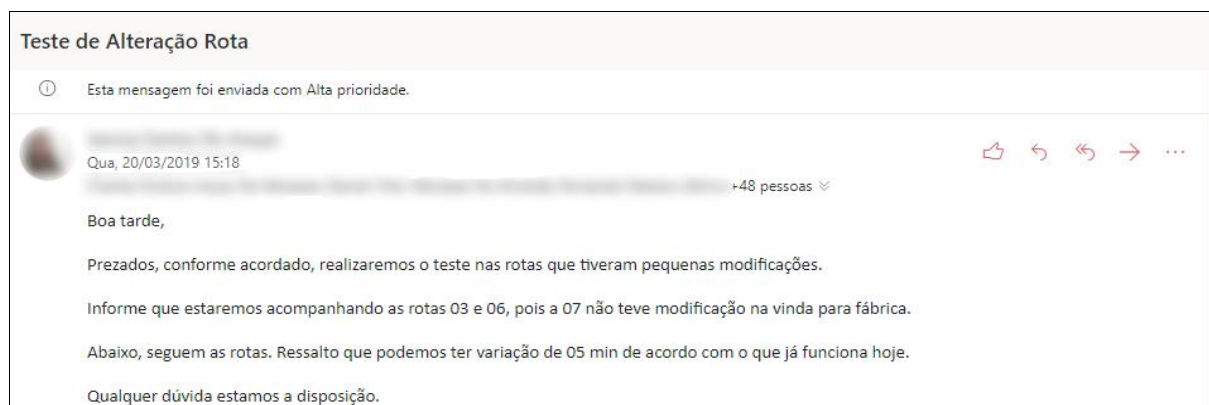 Teste de Alteração Rota
Esta mensagem foi enviada com Alta prioridade.
Qua, 20/03/2019 15:18
+48 pessoas
Boa tarde,
Prezados, conforme acordado, realizaremos o teste nas rotas que tiveram pequenas modificações.
Informe que estaremos acompanhando as rotas 03 e 06, pois a 07 não teve modificação na vinda para fábrica.
Abaixo, seguem as rotas. Ressalto que podemos ter variação de 05 min de acordo com o que já funciona hoje.
Qualquer dúvida estamos a disposição.